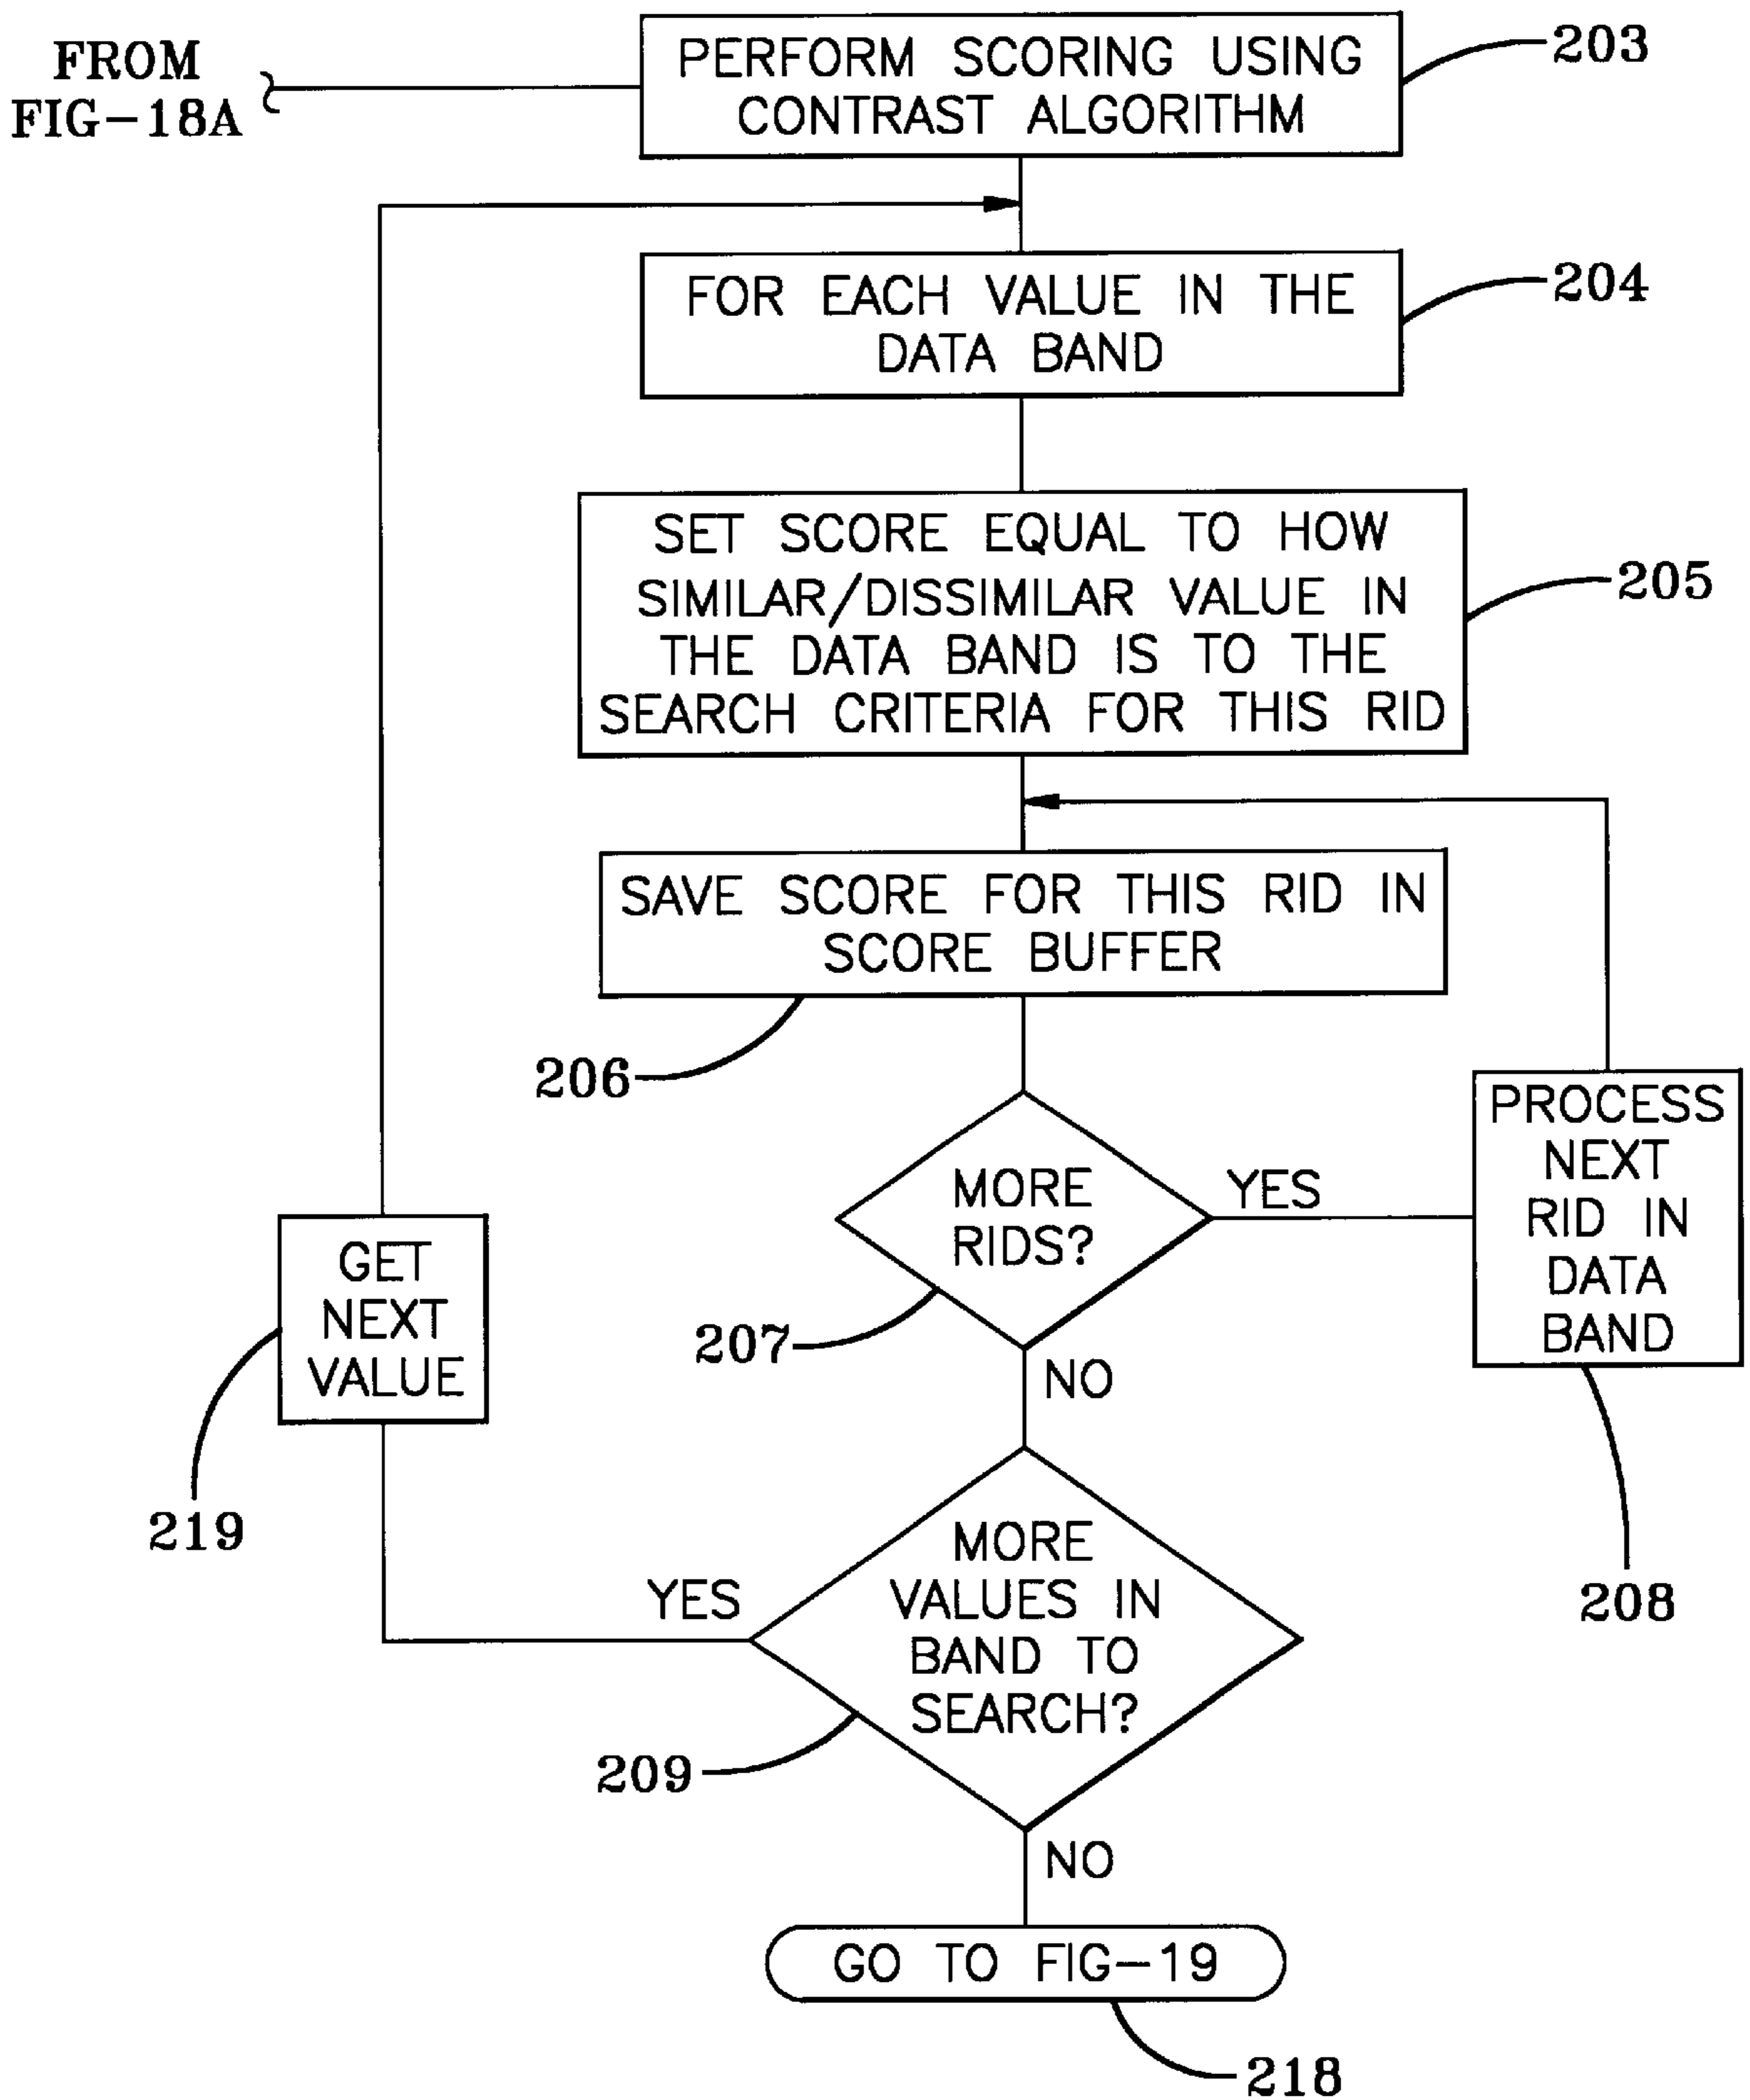 FROM
FIG-18A
PERFORM SCORING USING
CONTRAST ALGORITHM
203
FOR EACH VALUE IN THE
DATA BAND
204
SET SCORE EQUAL TO HOW
SIMILAR/DISSIMILAR VALUE IN
THE DATA BAND IS TO THE
SEARCH CRITERIA FOR THIS RID
205
SAVE SCORE FOR THIS RID IN
SCORE BUFFER
206
MORE
RIDS?
YES
207
NO
PROCESS
NEXT
RID IN
DATA
BAND
208
GET
NEXT
VALUE
219
MORE
VALUES IN
BAND TO
SEARCH?
YES
209
NO
GO TO FIG-19
218